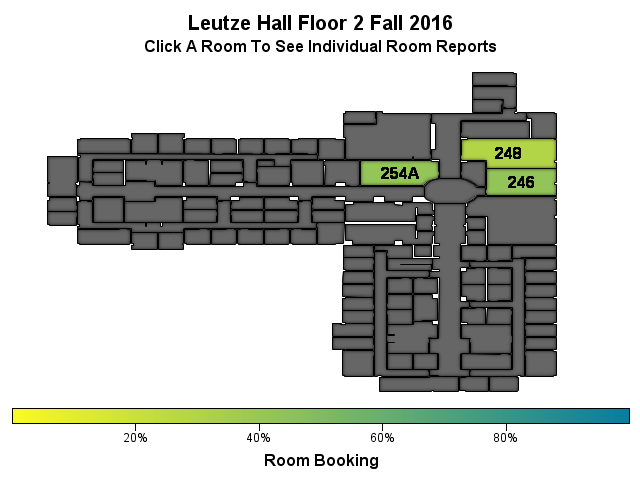 Leutze Hall Floor 2 Fall 2016
Click A Room To See Individual Room Reports
248
254A
246
20% 40% 60% 80%
Room Booking